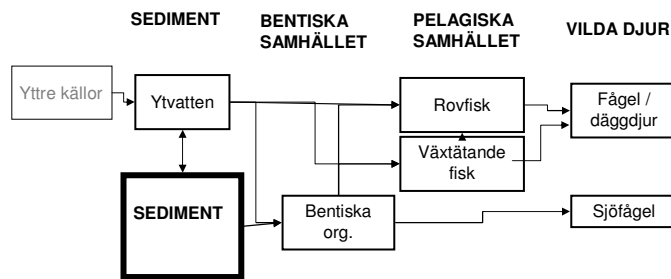 SEDIMENT
BENTISKA
SAMHÄLLET
PELAGISKA
SAMHÄLLET
VILDA DJUR
Yttre källor
Ytvatten
Rovfisk
Fågel /
däggdjur
Växtätande
fisk
SEDIMENT
Bentiska
org.
Sjöfågel